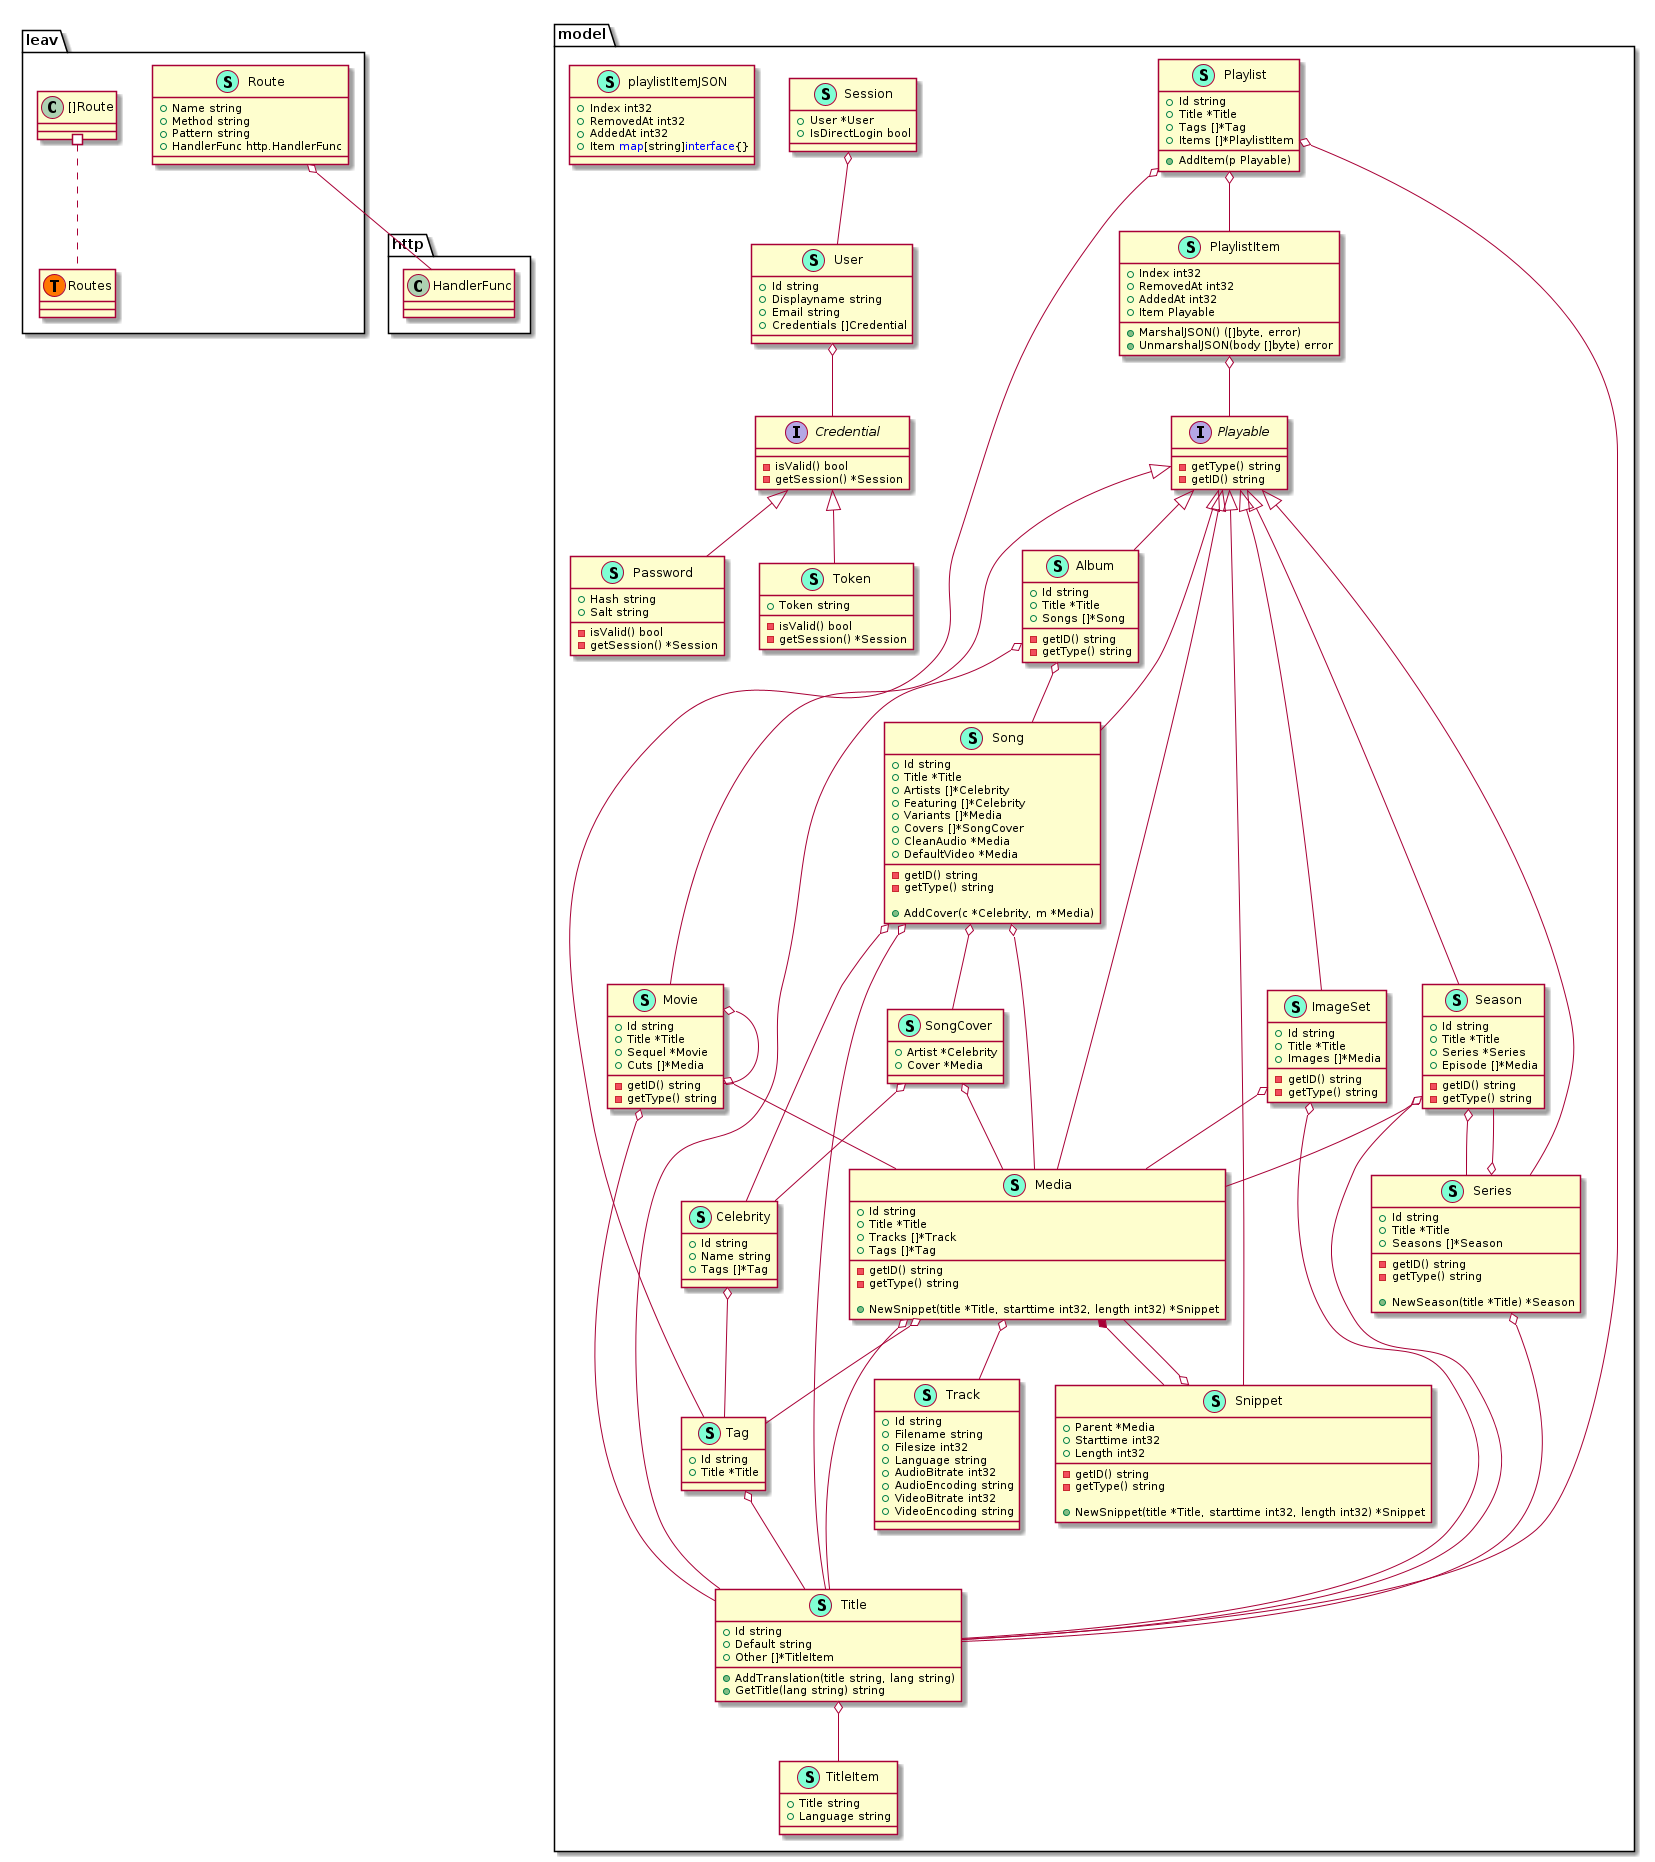 leav
C []Route
S Route
Name string
Method string
Pattern string
HandlerFunc http.HandlerFunc
T Routes
http
C HandlerFunc
model
S playlistItemJSON
Index int32
RemovedAt int32
AddedAt int32
Item map[string]interface{}
S Session
User *User
IsDirectLogin bool
S Playlist
Id string
Title *Title
Tags []*Tag
Items []*PlaylistItem
AddItem(p Playable)
S User
Id string
Displayname string
Email string
Credentials []Credential
S PlaylistItem
Index int32
RemovedAt int32
AddedAt int32
Item Playable
MarshalJSON() ([]byte, error)
UnmarshalJSON(body []byte) error
I Credential
isValid() bool
getSession() *Session
I Playable
getType() string
getID() string
S Password
Hash string
Salt string
isValid() bool
getSession() *Session
S Token
Token string
isValid() bool
getSession() *Session
S Album
Id string
Title *Title
Songs []*Song
getID() string
getType() string
S Song
Id string
Title *Title
Artists []*Celebrity
Featuring []*Celebrity
Variants []*Media
Covers []*SongCover
CleanAudio *Media
DefaultVideo *Media
getID() string
getType() string
AddCover(c *Celebrity, m *Media)
S Movie
Id string
Title *Title
Sequel *Movie
Cuts []*Media
getID() string
getType() string
S SongCover
Artist *Celebrity
Cover *Media
S ImageSet
Id string
Title *Title
Images []*Media
getID() string
getType() string
S Season
Id string
Title *Title
Series *Series
Episode []*Media
getID() string
getType() string
S Celebrity
Id string
Name string
Tags []*Tag
S Media
Id string
Title *Title
Tracks []*Track
Tags []*Tag
getID() string
getType() string
NewSnippet(title *Title, starttime int32, length int32) *Snippet
S Series
Id string
Title *Title
Seasons []*Season
getID() string
getType() string
NewSeason(title *Title) *Season
S Tag
Id string
Title *Title
S Track
Id string
Filename string
Filesize int32
Language string
AudioBitrate int32
AudioEncoding string
VideoBitrate int32
VideoEncoding string
S Snippet
Parent *Media
Starttime int32
Length int32
getID() string
getType() string
NewSnippet(title *Title, starttime int32, length int32) *Snippet
S Title
Id string
Default string
Other []*TitleItem
AddTranslation(title string, lang string)
GetTitle(lang string) string
S TitleItem
Title string
Language string